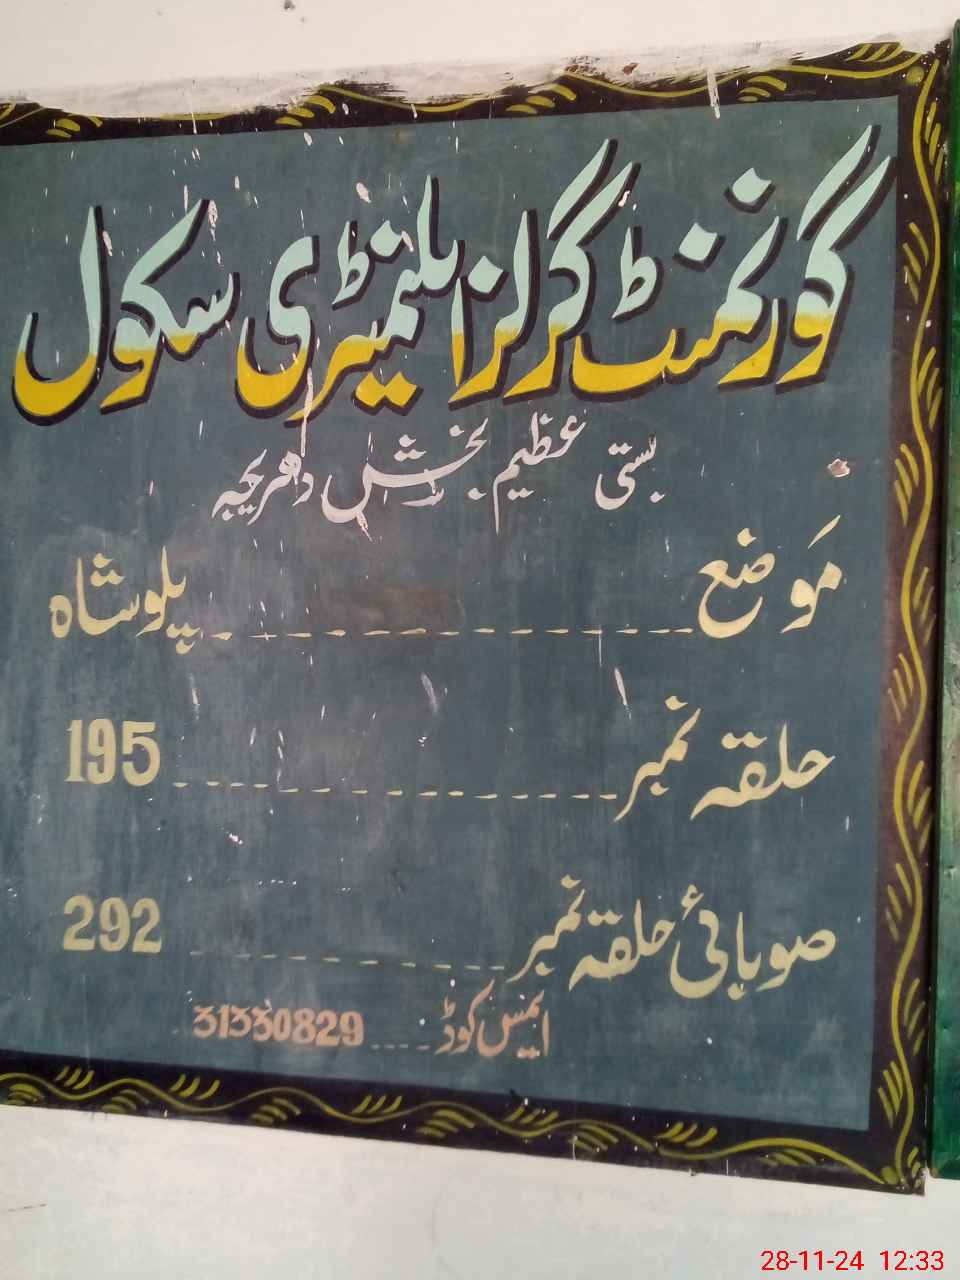 گورنمنٹ گرلز ایلمیٹری سکول
بستی عظیم بخش دھریجہ
موضع ---- پلوشاہ
حلقہ نمبر ---- 195
صوبائی حلقہ نمبر ---- 292
ایمس کوڈ ---- 31330829
28-11-24 12:33